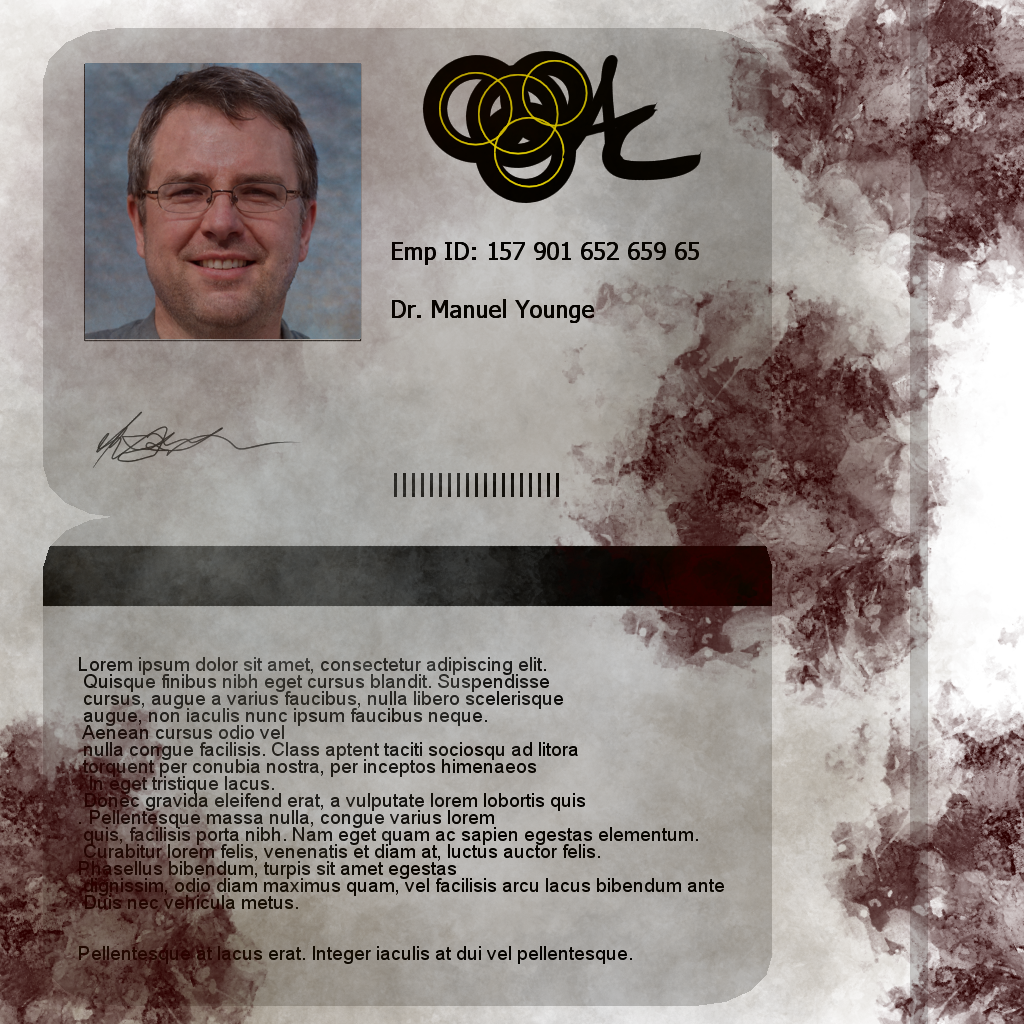 Emp ID: 157 901 652 659 65
Dr. Manuel Younge
Lorem ipsum dolor sit amet, consectetur adipiscing elit.
Quisque finibus nibh eget cursus blandit. Suspendisse
cursus, augue a varius faucibus, nulla libero scelerisque
augue, non iaculis nunc ipsum faucibus neque.
Aenean cursus odio vel
nulla congue facilisis. Class aptent taciti sociosqu ad litora
torquent per conubia nostra, per inceptos himenaeos
. In eget tristique lacus.
Donec gravida eleifend erat, a vulputate lorem lobortis quis
. Pellentesque massa nulla, congue varius lorem
quis, facilisis porta nibh. Nam eget quam ac sapien egestas elementum.
Curabitur lorem felis, venenatis et diam at, luctus auctor felis.
Phasellus bibendum, turpis sit amet egestas
dignissim, odio diam maximus quam, vel facilisis arcu lacus bibendum ante
Duis nec vehicula metus.
Pellentesque at lacus erat. Integer iaculis at dui vel pellentesque.